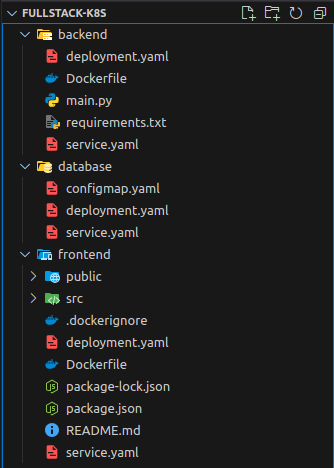 FULLSTACK-K8S
backend
deployment.yaml
Dockerfile
main.py
requirements.txt
service.yaml
database
configmap.yaml
deployment.yaml
service.yaml
frontend
public
src
.dockerignore
deployment.yaml
Dockerfile
package-lock.json
package.json
README.md
service.yaml